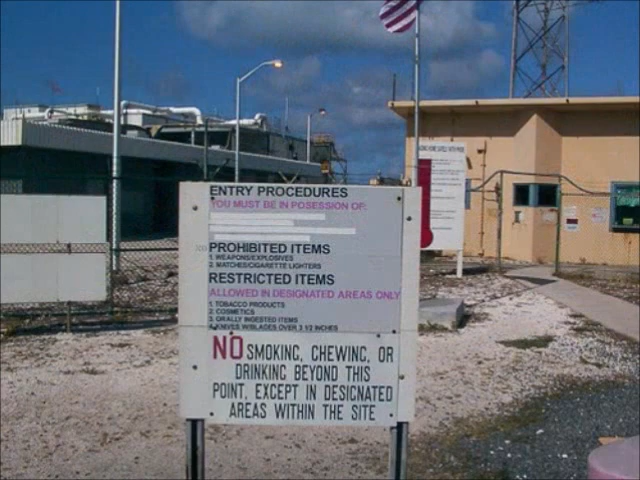 ENTRY PROCEDURES
YOU MUST BE IN POSESSION OF:
PROHIBITED ITEMS
1. WEAPONS/EXPLOSIVES
2. MATCHES/CIGARETTE LIGHTERS
RESTRICTED ITEMS
ALLOWED IN DESIGNATED AREAS ONLY
1. TOBACCO PRODUCTS
2. COSMETICS
3. ORALLY INGESTED ITEMS
4. KNIVES W/BLADES OVER 3 1/2 INCHES
NO SMOKING, CHEWING, OR
DRINKING BEYOND THIS
POINT, EXCEPT IN DESIGNATED
AREAS WITHIN THE SITE